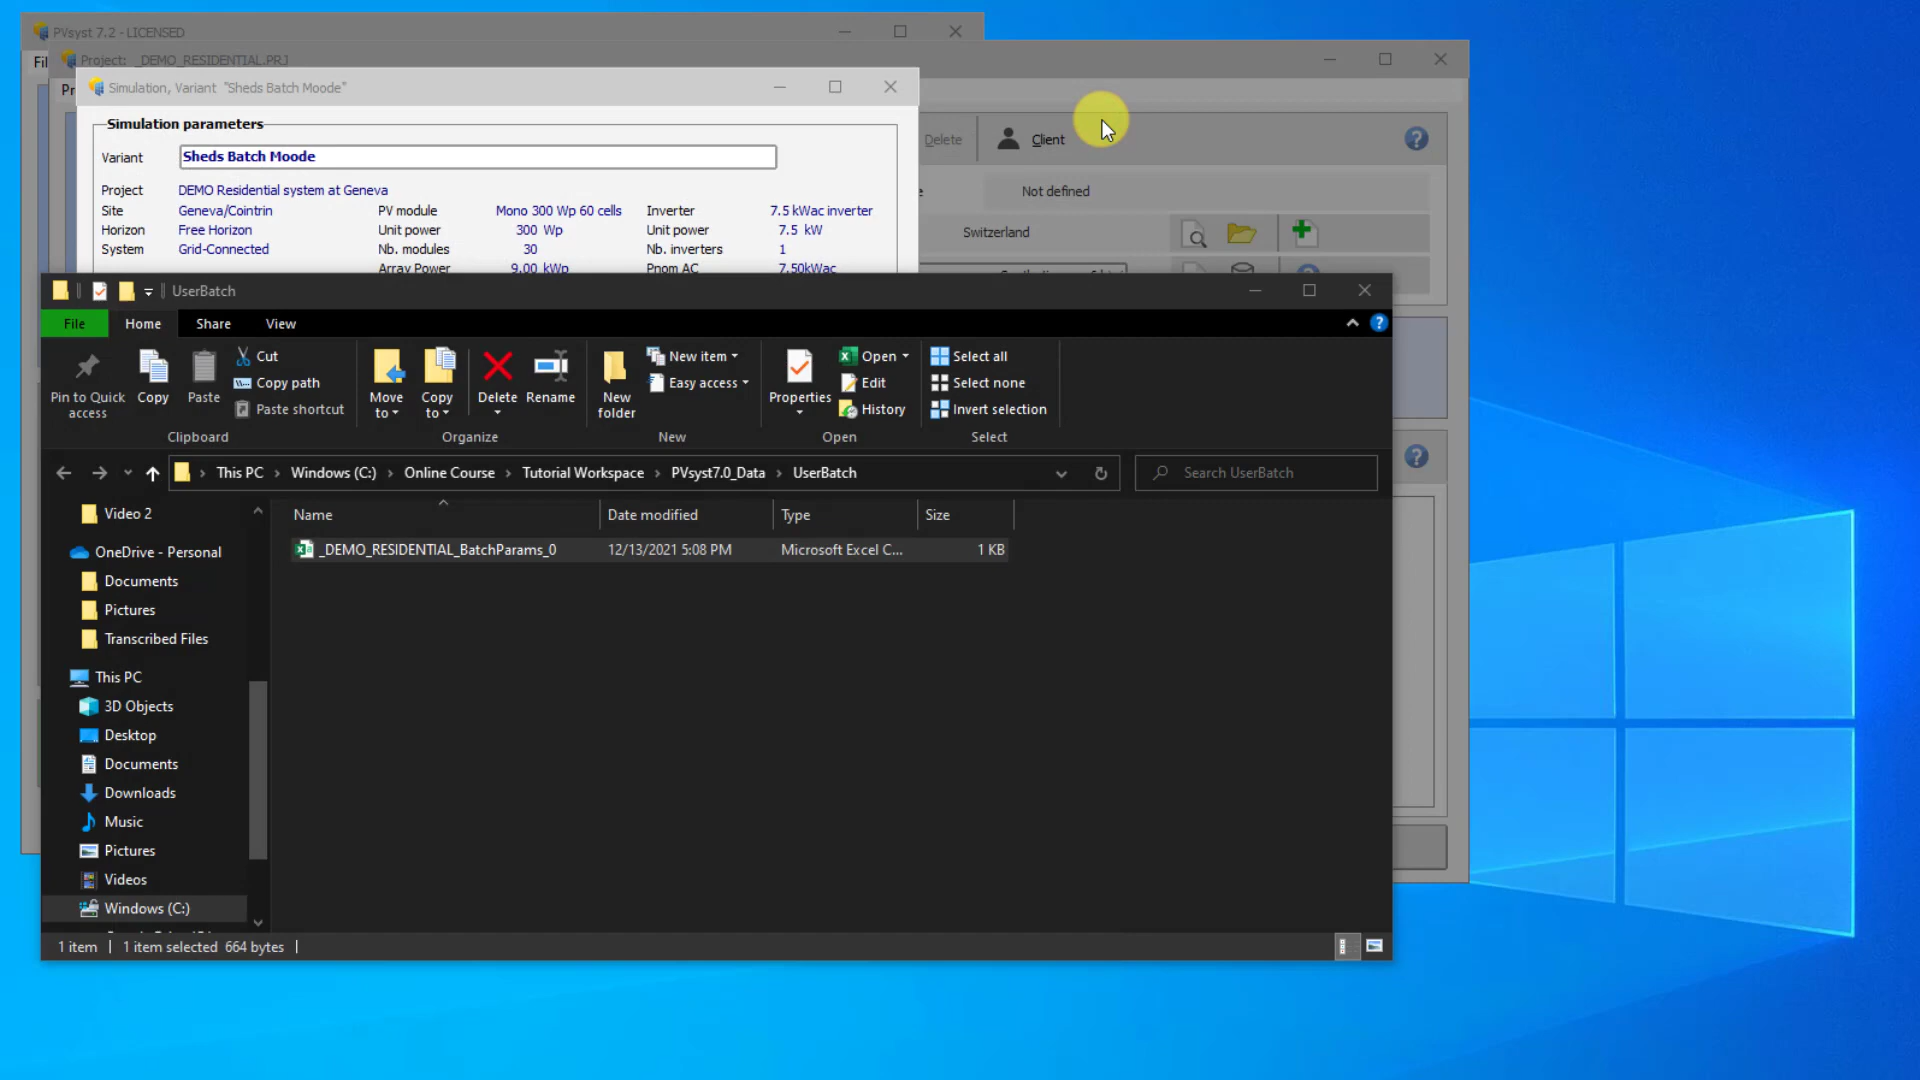 PVsyst 7.2 - LICENSED
Fil
Project: _DEMO_RESIDENTIAL.PRJ
Pr
Simulation, Variant "Sheds Batch Moode"
Simulation parameters
Variant Sheds Batch Moode
Project DEMO Residential system at Geneva
Site Geneva/Cointrin PV module Mono 300 Wp 60 cells Inverter 7.5 kWac inverter
Horizon Free Horizon Unit power 300 Wp Unit power 7.5 kW
System Grid-Connected Nb. modules 30 Nb. inverters 1
Array Power 9.00 kWp Pnom AC 7.50kWac
Delete Client
Not defined
Switzerland
UserBatch
File Home Share View
Pin to Quick access
Copy
Paste
Cut
Copy path
Paste shortcut
Clipboard
Move to
Copy to
Delete
Rename
Organize
New folder
New item
Easy access
New
Properties
Open
Edit
History
Open
Select all
Select none
Invert selection
Select
This PC > Windows (C:) > Online Course > Tutorial Workspace > PVsyst7.0_Data > UserBatch
Search UserBatch
Name Date modified Type Size
_DEMO_RESIDENTIAL_BatchParams_0 12/13/2021 5:08 PM Microsoft Excel C... 1 KB
Video 2
OneDrive - Personal
Documents
Pictures
Transcribed Files
This PC
3D Objects
Desktop
Documents
Downloads
Music
Pictures
Videos
Windows (C:)
1 item 1 item selected 664 bytes